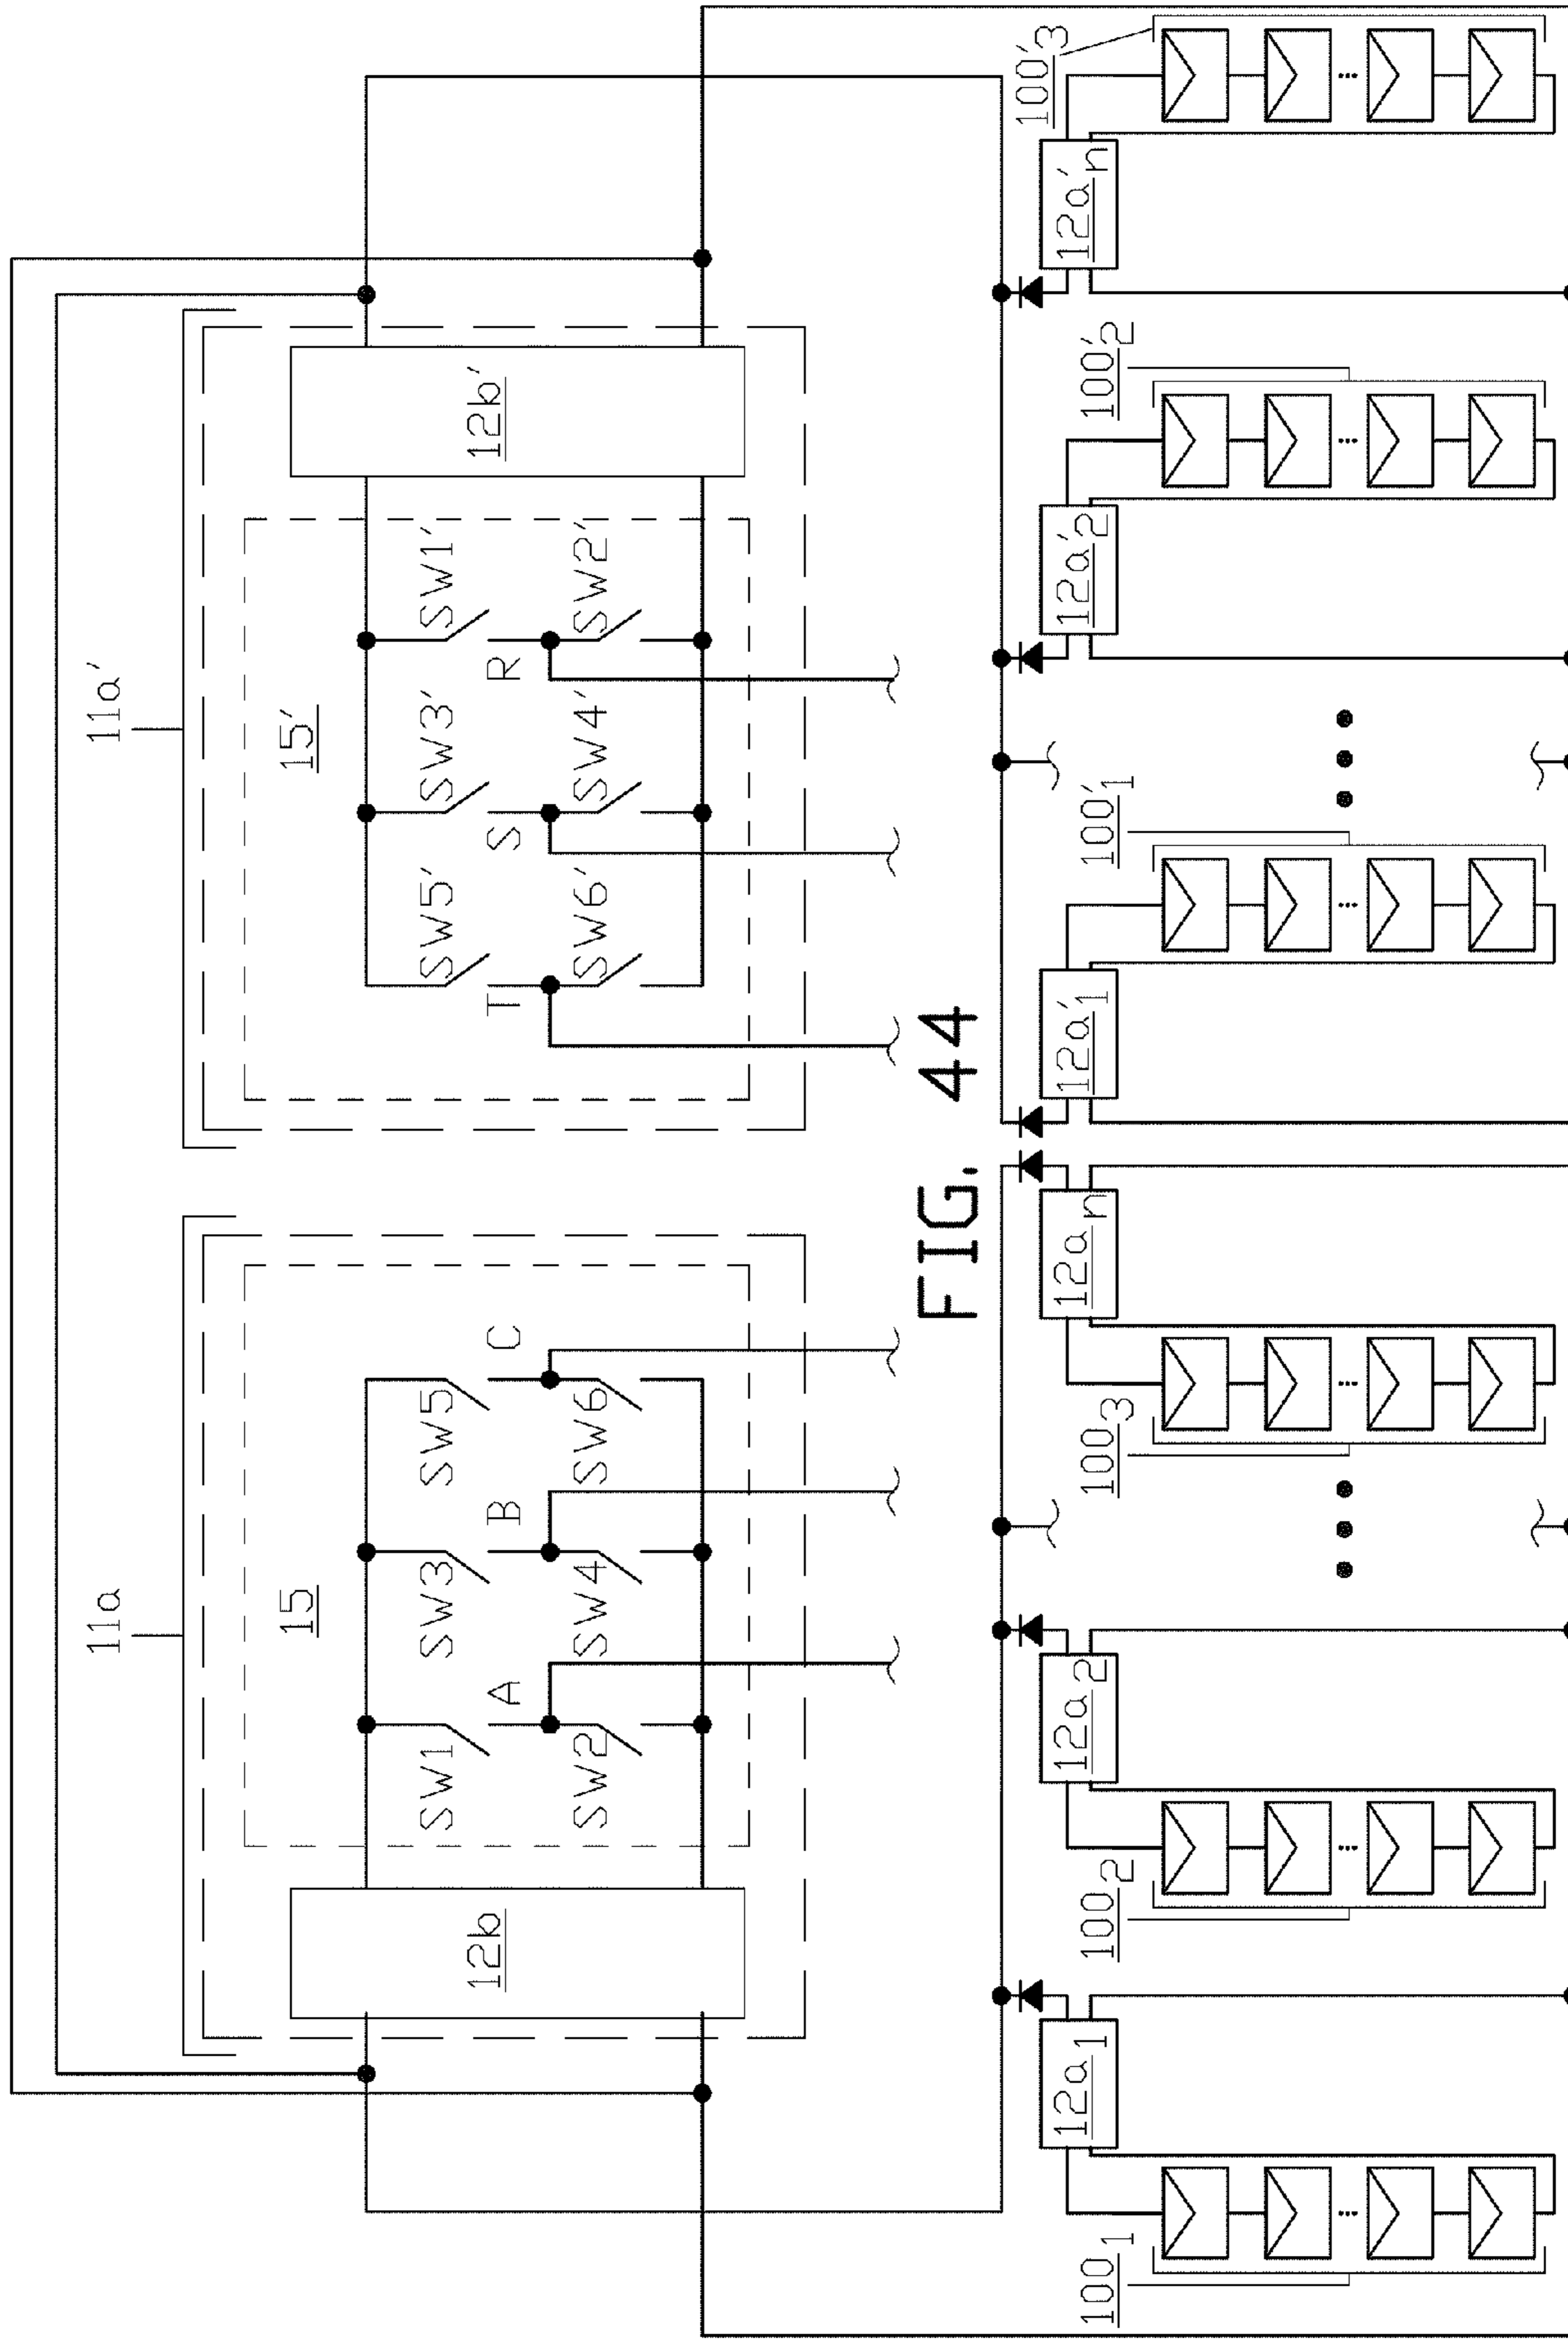 11a
11a'
15
15'
SW1
SW3
SW5
SW5'
SW3'
SW1'
12b
A
B
C
T
S
R
12b'
SW2
SW4
SW6
SW6'
SW4'
SW2'
FIG. 44
12a1
12a2
12an
12a'1
12a'2
12a'n
100'3
1001
1002
1003
100'1
100'2